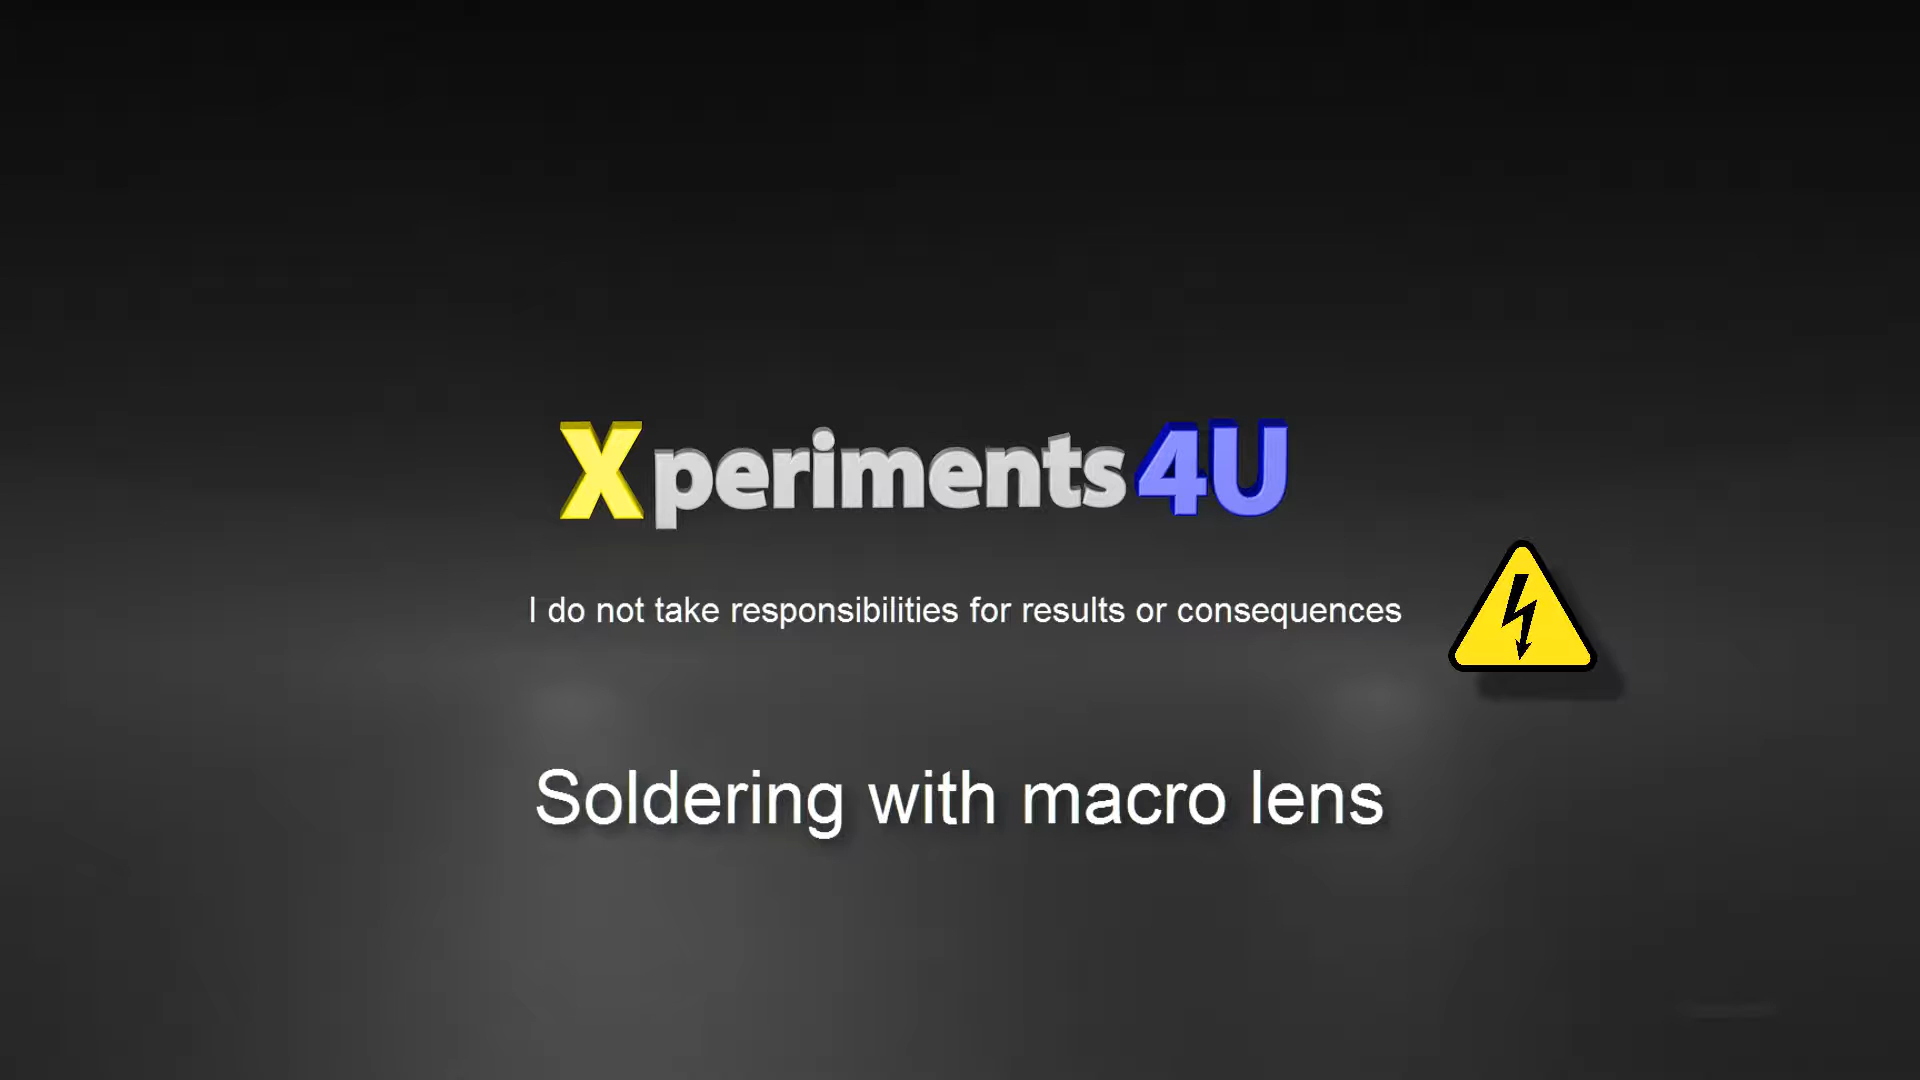 Xperiments4U
I do not take responsibilities for results or consequences
Soldering with macro lens